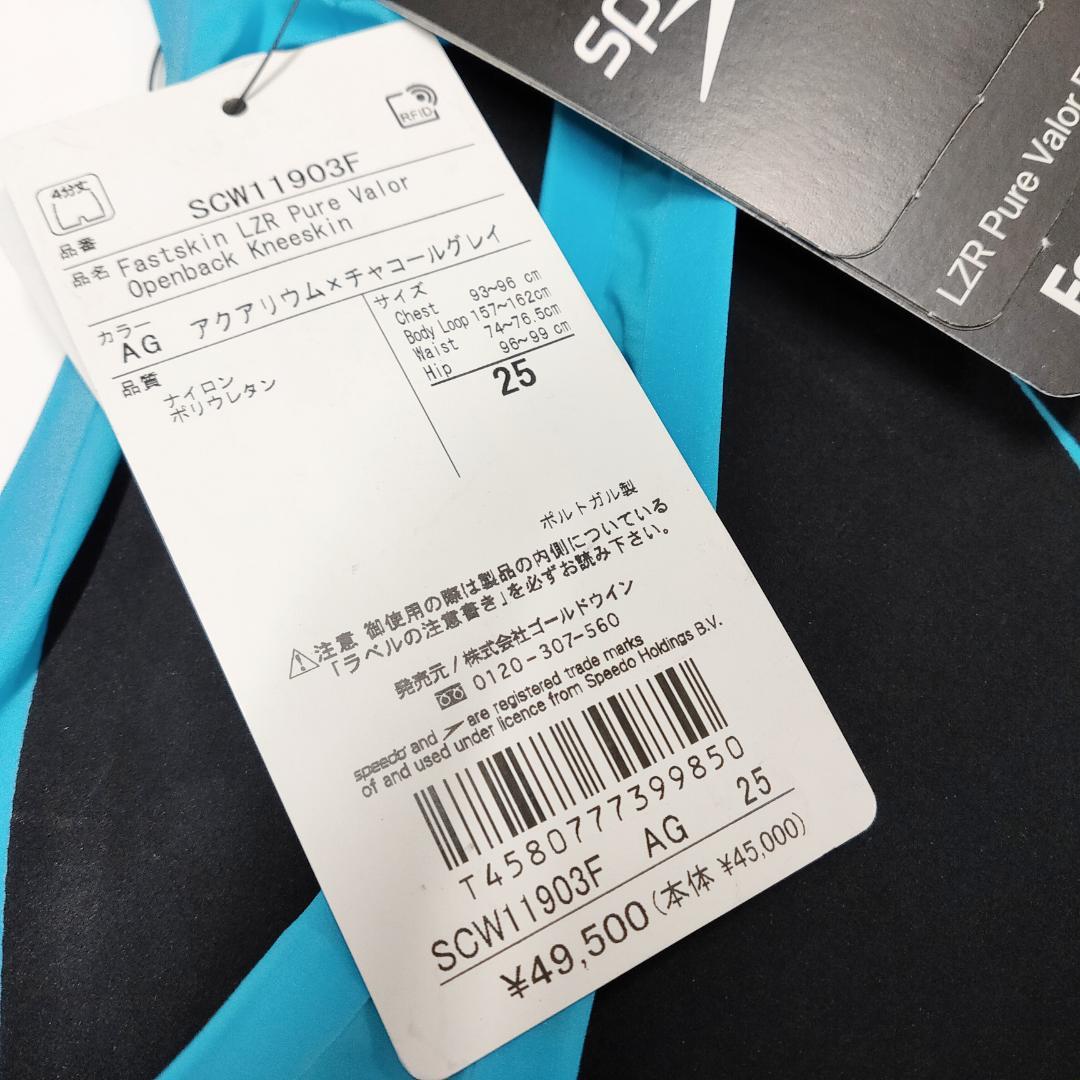 RFID
4分丈
品番 SCW11903F
品名 Fastskin LZR Pure Valor
Openback Kneeskin
カラー
AG アクアリウム×チャコールグレイ
品質 ナイロン
ポリウレタン
サイズ
Chest 93~96 cm
Body Loop 157~162cm
Waist 74~76.5cm
Hip 96~99 cm
25
ポルトガル製
注意 御使用の際は製品の内側についている
「ラベルの注意書き」を必ずお読み下さい。
発売元/株式会社ゴールドウイン
0120-307-560
speedo and are registered trade marks
of and used under licence from Speedo Holdings B.V.
T4580777399850
SCW11903F AG 25
¥49,500(本体 ¥45,000)
LZR Pure Valor